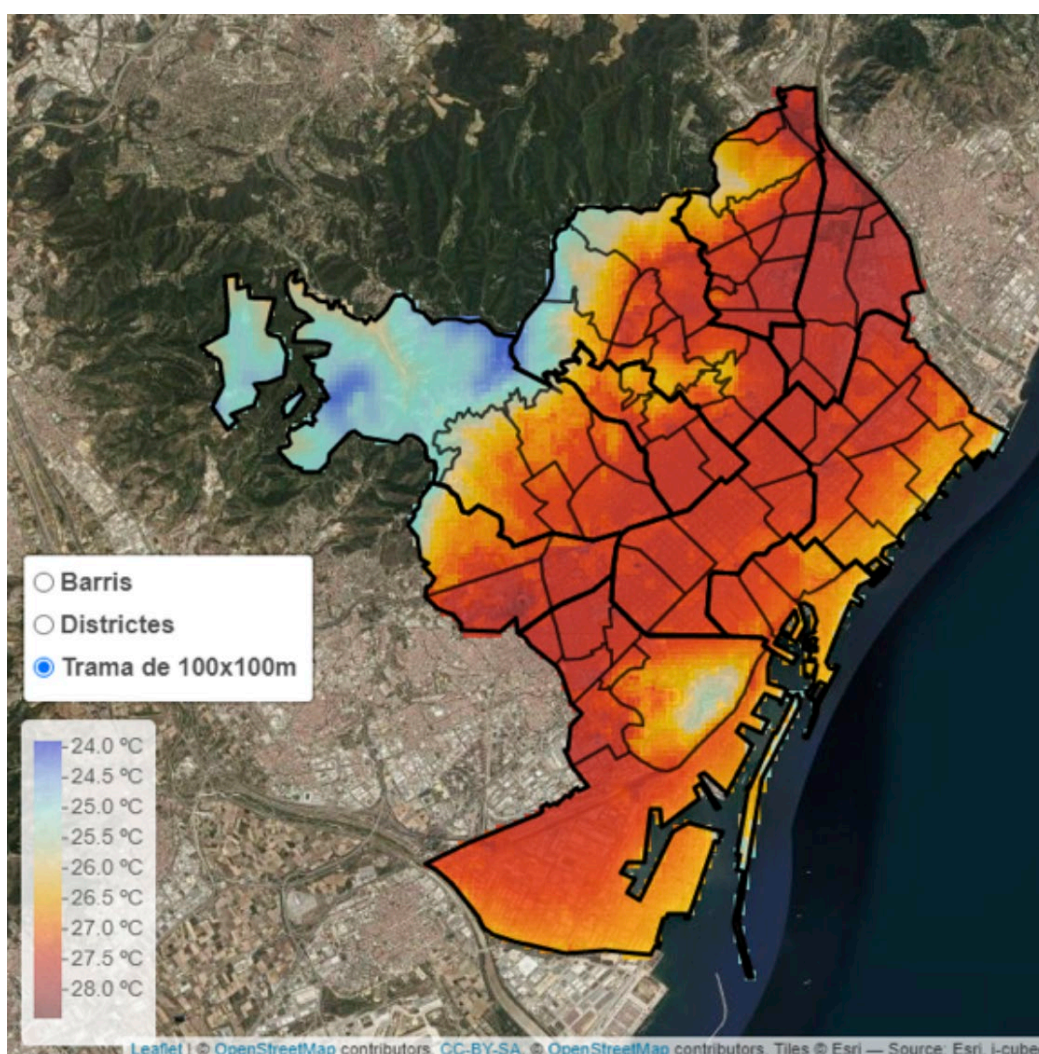 Barris
Districtes
Trama de 100x100m
-24.0 ºC
-24.5 ºC
-25.0 ºC
-25.5 ºC
-26.0 ºC
-26.5 ºC
-27.0 ºC
-27.5 ºC
-28.0 ºC
Leaflet | © OpenStreetMap contributors, CC-BY-SA, © OpenStreetMap contributors, Tiles © Esri — Source: Esri, i-cube